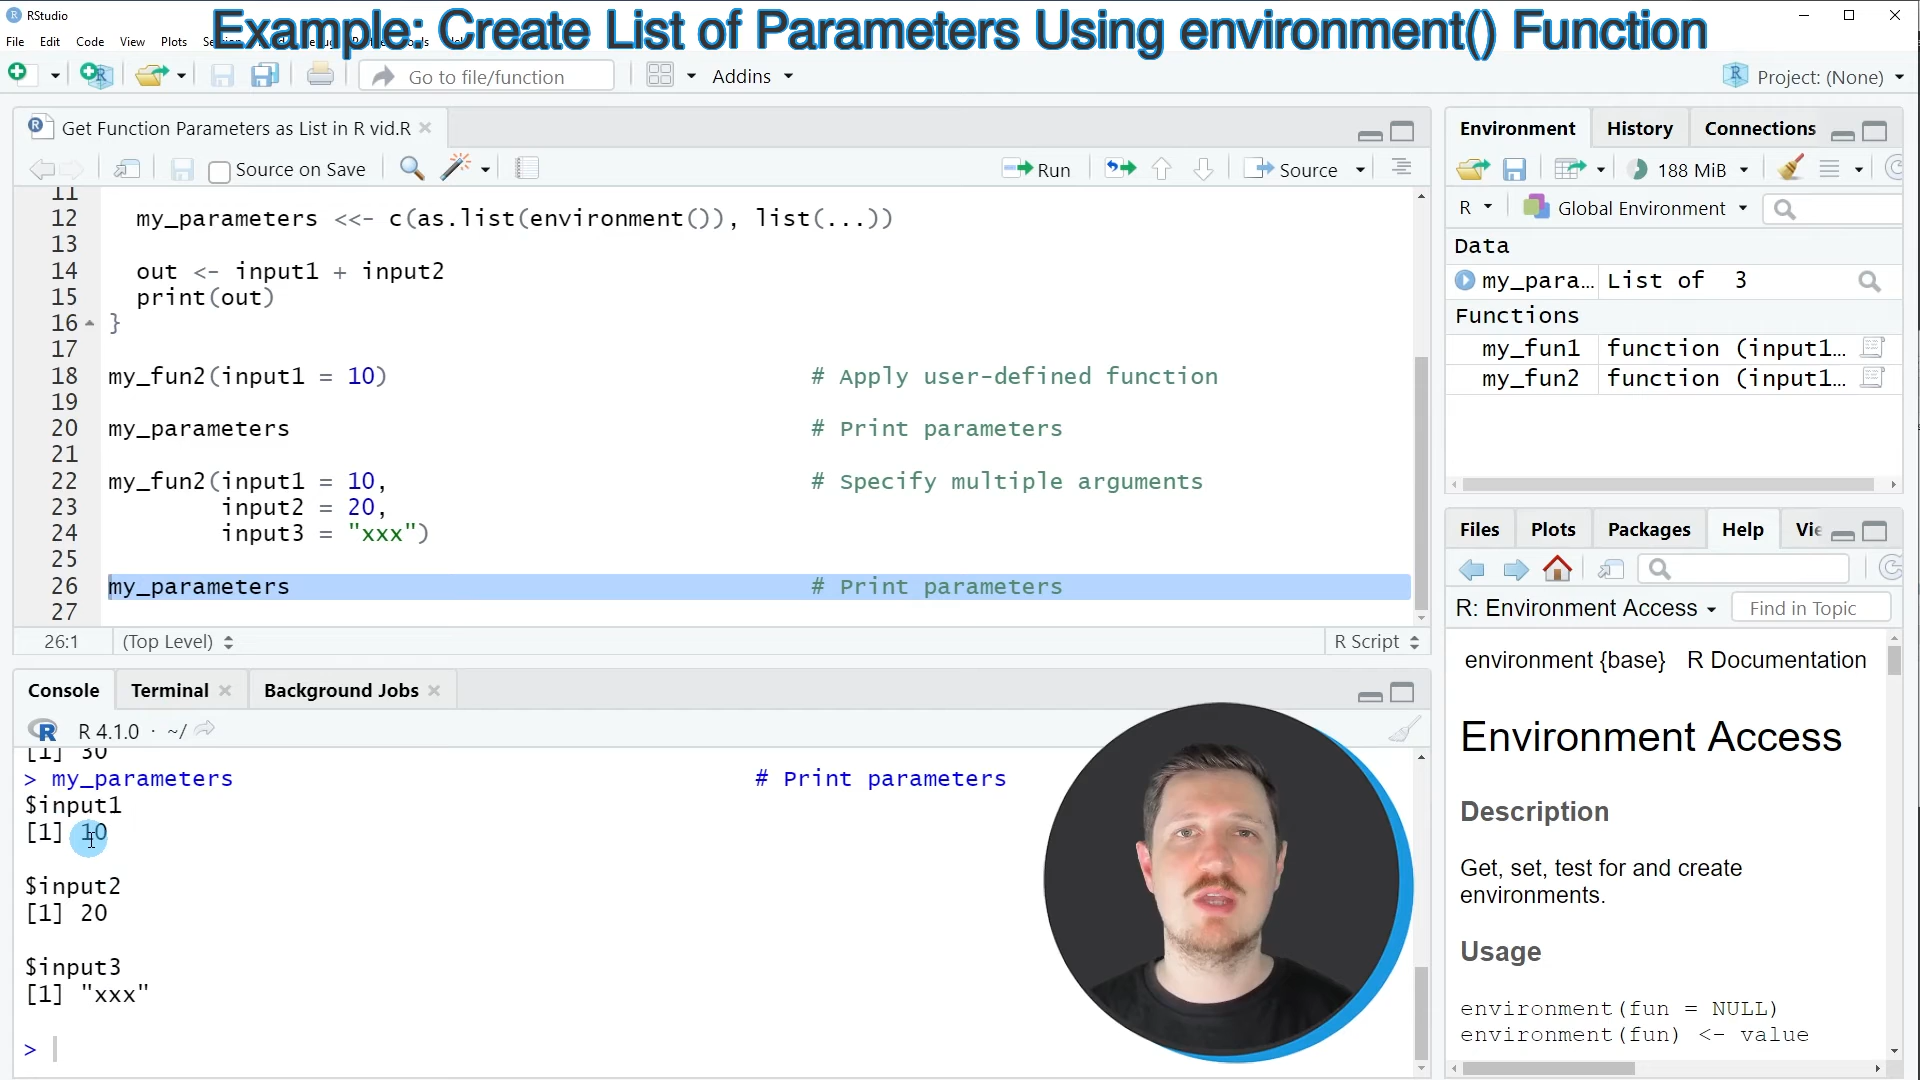 RStudio
Example: Create List of Parameters Using environment() Function
File Edit Code View Plots
Go to file/function
Addins
Project: (None)
Get Function Parameters as List in R vid.R
Source on Save
Run
Source
11
12 my_parameters <<- c(as.list(environment()), list(...))
13
14 out <- input1 + input2
15 print(out)
16 }
17
18 my_fun2(input1 = 10) # Apply user-defined function
19
20 my_parameters # Print parameters
21
22 my_fun2(input1 = 10, # Specify multiple arguments
23 input2 = 20,
24 input3 = "xxx")
25
26 my_parameters # Print parameters
27
26:1 (Top Level) R Script
Console Terminal Background Jobs
R 4.1.0 · ~/
[1] 30
> my_parameters # Print parameters
$input1
[1] 10
$input2
[1] 20
$input3
[1] "xxx"
>
Environment History Connections
188 MiB
R Global Environment
Data
my_para... List of 3
Functions
my_fun1 function (input1...
my_fun2 function (input1...
Files Plots Packages Help Vie
R: Environment Access Find in Topic
environment {base} R Documentation
Environment Access
Description
Get, set, test for and create
environments.
Usage
environment(fun = NULL)
environment(fun) <- value